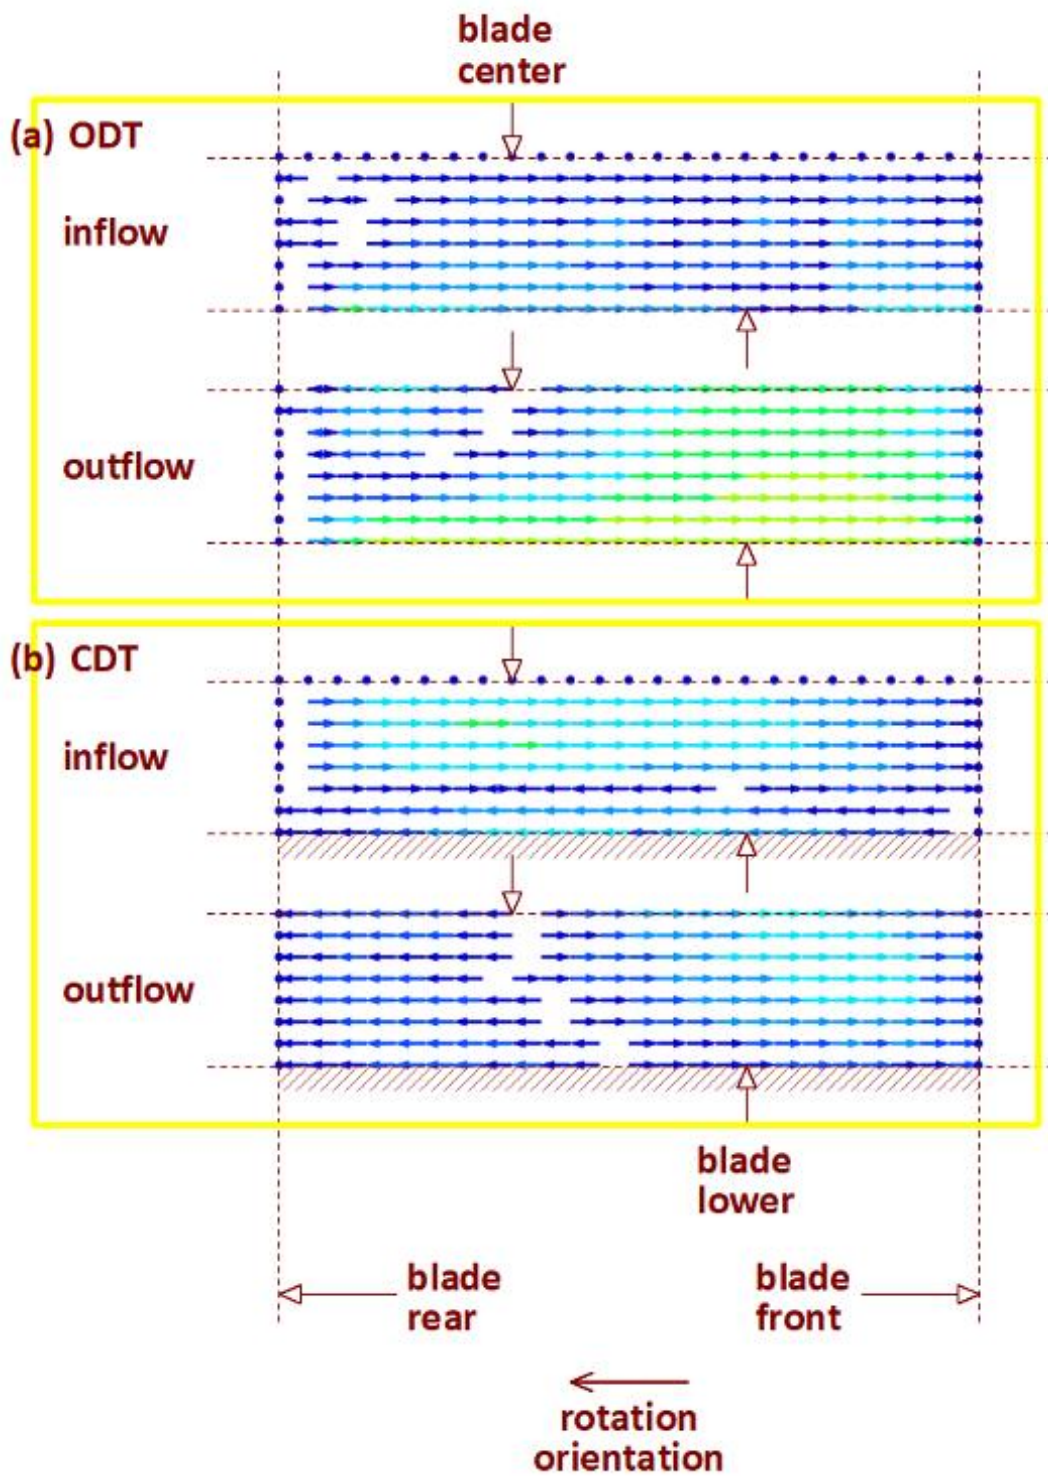 blade
center
(a) ODT
inflow
outflow
(b) CDT
inflow
outflow
blade
lower
blade
rear
blade
front
rotation
orientation